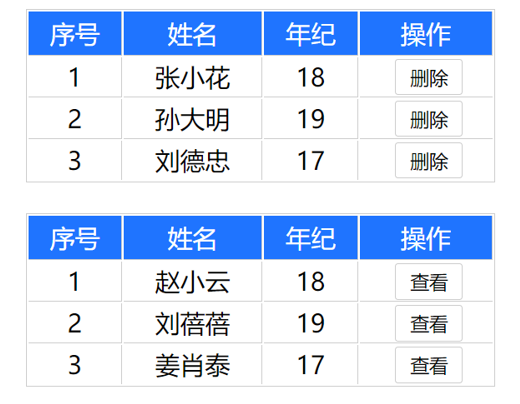 序号 姓名 年纪 操作
1 张小花 18 删除
2 孙大明 19 删除
3 刘德忠 17 删除
序号 姓名 年纪 操作
1 赵小云 18 查看
2 刘蓓蓓 19 查看
3 姜肖泰 17 查看